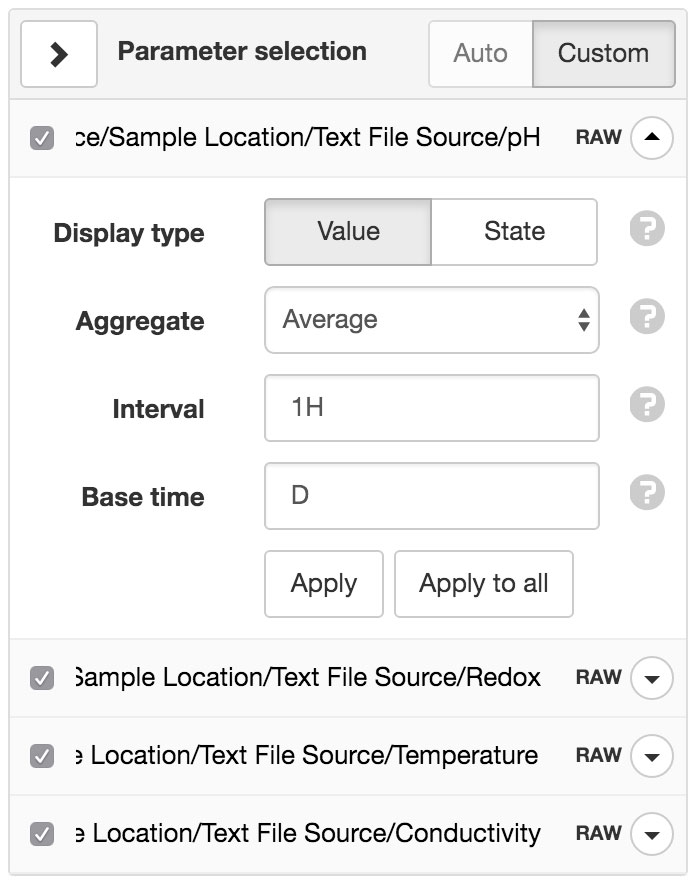 Parameter selection Auto Custom
ce/Sample Location/Text File Source/pH RAW
Display type Value State ?
Aggregate Average ?
Interval 1H ?
Base time D ?
Apply Apply to all
Sample Location/Text File Source/Redox RAW
e Location/Text File Source/Temperature RAW
e Location/Text File Source/Conductivity RAW